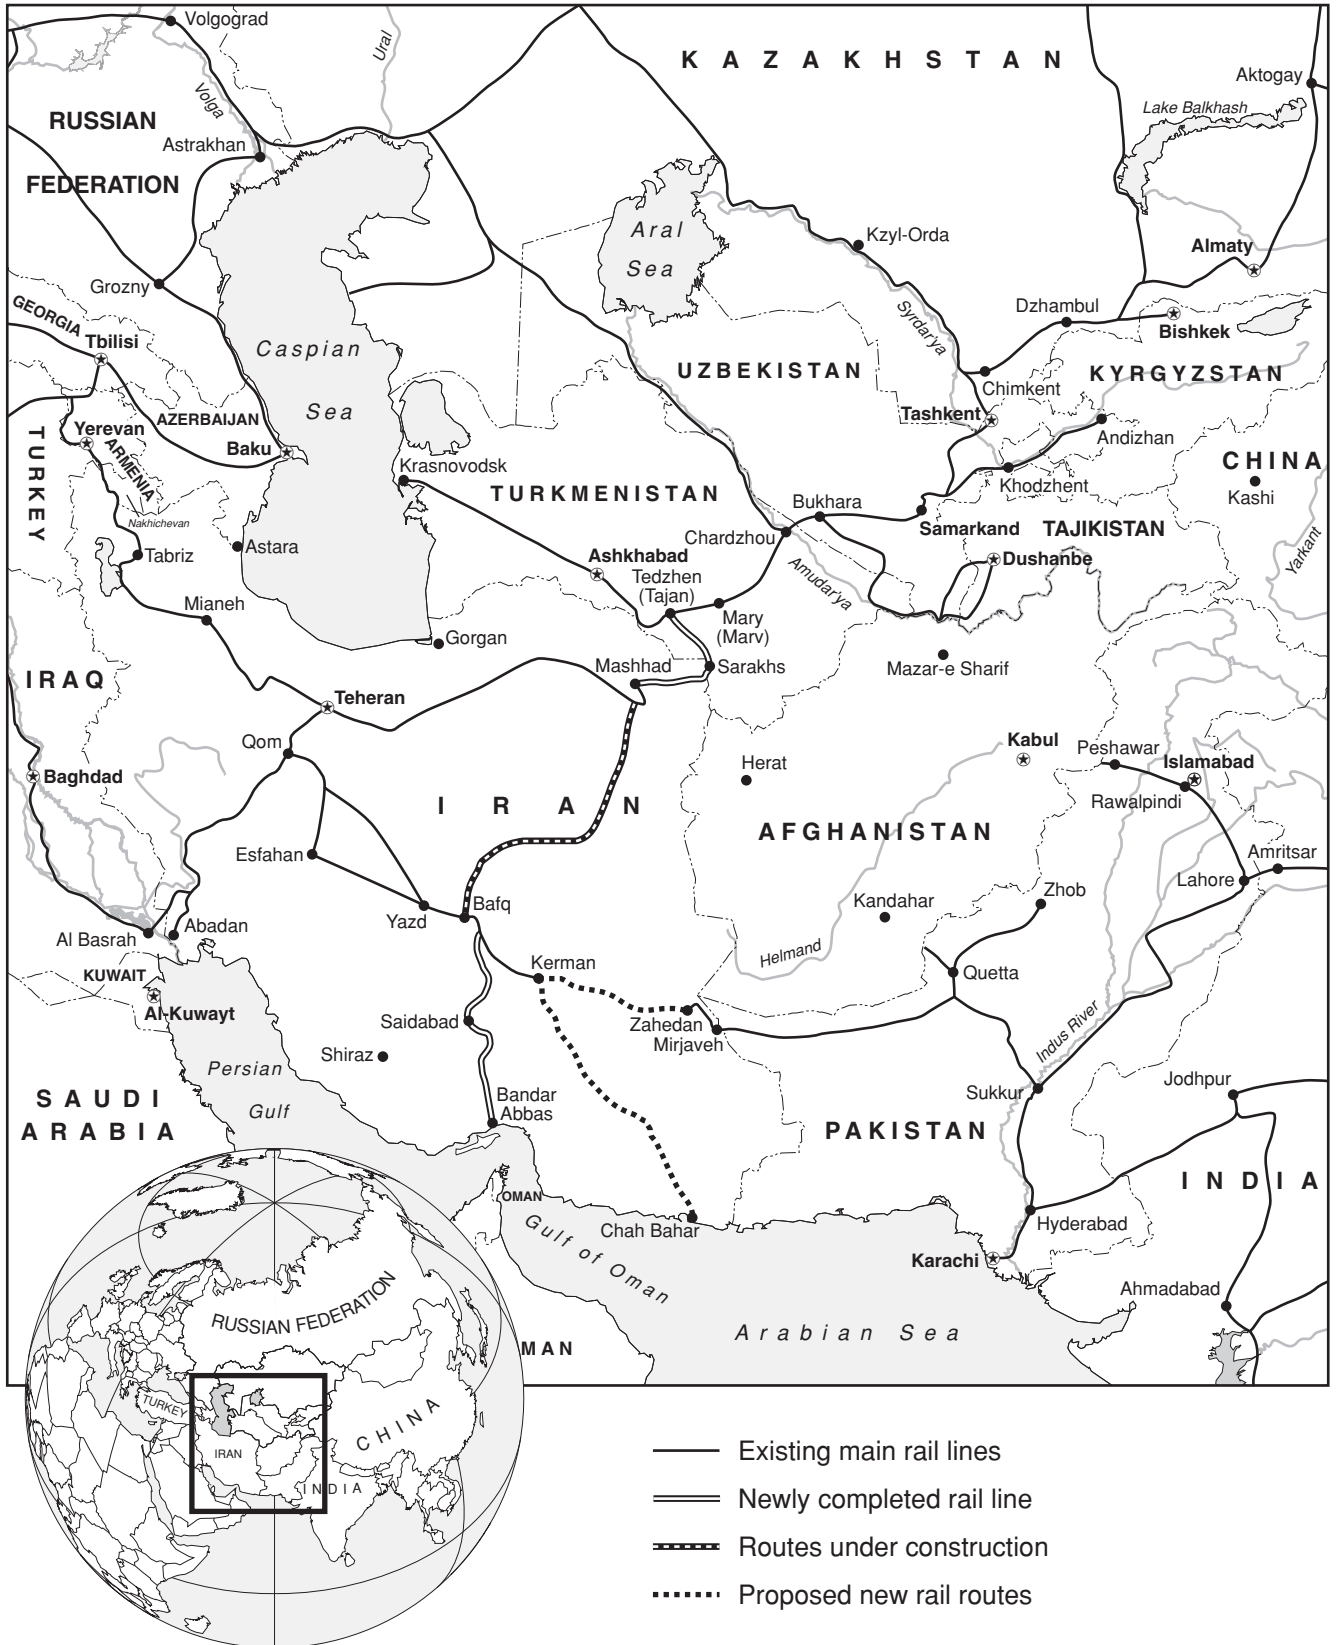 Volgograd
Ural
KAZAKHSTAN
Aktogay
Lake Balkhash
Volga
RUSSIAN
FEDERATION
Astrakhan
Aral
Sea
Kzyl-Orda
Almaty
Grozny
Syrdar'ya
Dzhambul
Bishkek
GEORGIA
Tbilisi
Caspian
Sea
UZBEKISTAN
Chimkent
KYRGYZSTAN
TURKEY
Yerevan
ARMENIA
AZERBAIJAN
Baku
Tashkent
Andizhan
CHINA
Kashi
Krasnovodsk
TURKMENISTAN
Khodzhent
Nakhichevan
Bukhara
Samarkand
TAJIKISTAN
Yarkant
Tabriz
Astara
Chardzhou
Ashkhabad
Dushanbe
Tedzhen
(Tajan)
Amudar'ya
Mianeh
Mary
(Marv)
Gorgan
Mashhad
Sarakhs
Mazar-e Sharif
IRAQ
Teheran
Qom
Kabul
Peshawar
Islamabad
Baghdad
Herat
Rawalpindi
IRAN
AFGHANISTAN
Esfahan
Amritsar
Lahore
Yazd
Bafq
Kandahar
Zhob
Al Basrah
Abadan
Helmand
KUWAIT
Kerman
Quetta
Al-Kuwayt
Saidabad
Zahedan
Mirjaveh
Indus River
Shiraz
Persian
Gulf
Sukkur
Jodhpur
SAUDI
ARABIA
Bandar
Abbas
PAKISTAN
INDIA
OMAN
Gulf of Oman
Chah Bahar
Hyderabad
Karachi
Ahmadabad
Arabian Sea
MAN
RUSSIAN FEDERATION
TURKEY
IRAN
CHINA
INDIA
Existing main rail lines
Newly completed rail line
Routes under construction
Proposed new rail routes